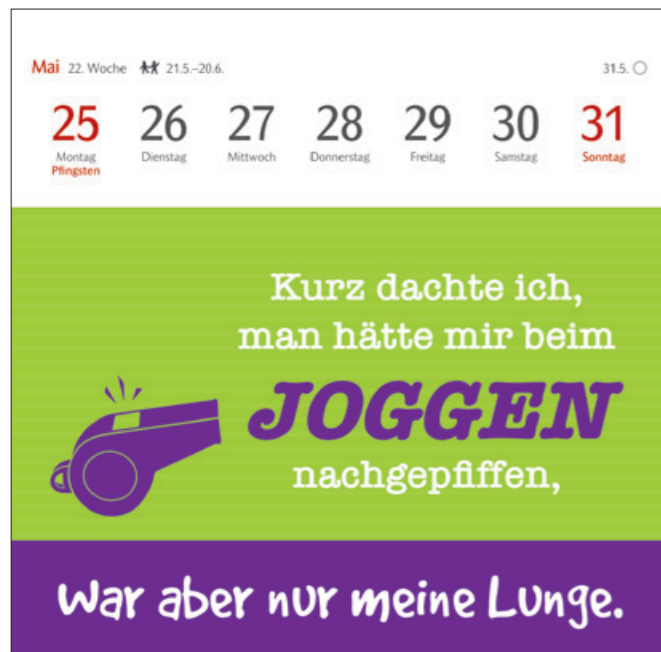 Mai 22. Woche 21.5.–20.6. 31.5.
25 26 27 28 29 30 31
Montag Dienstag Mittwoch Donnerstag Freitag Samstag Sonntag
Pfingsten
Kurz dachte ich,
man hätte mir beim
JOGGEN
nachgepfiffen,
war aber nur meine Lunge.